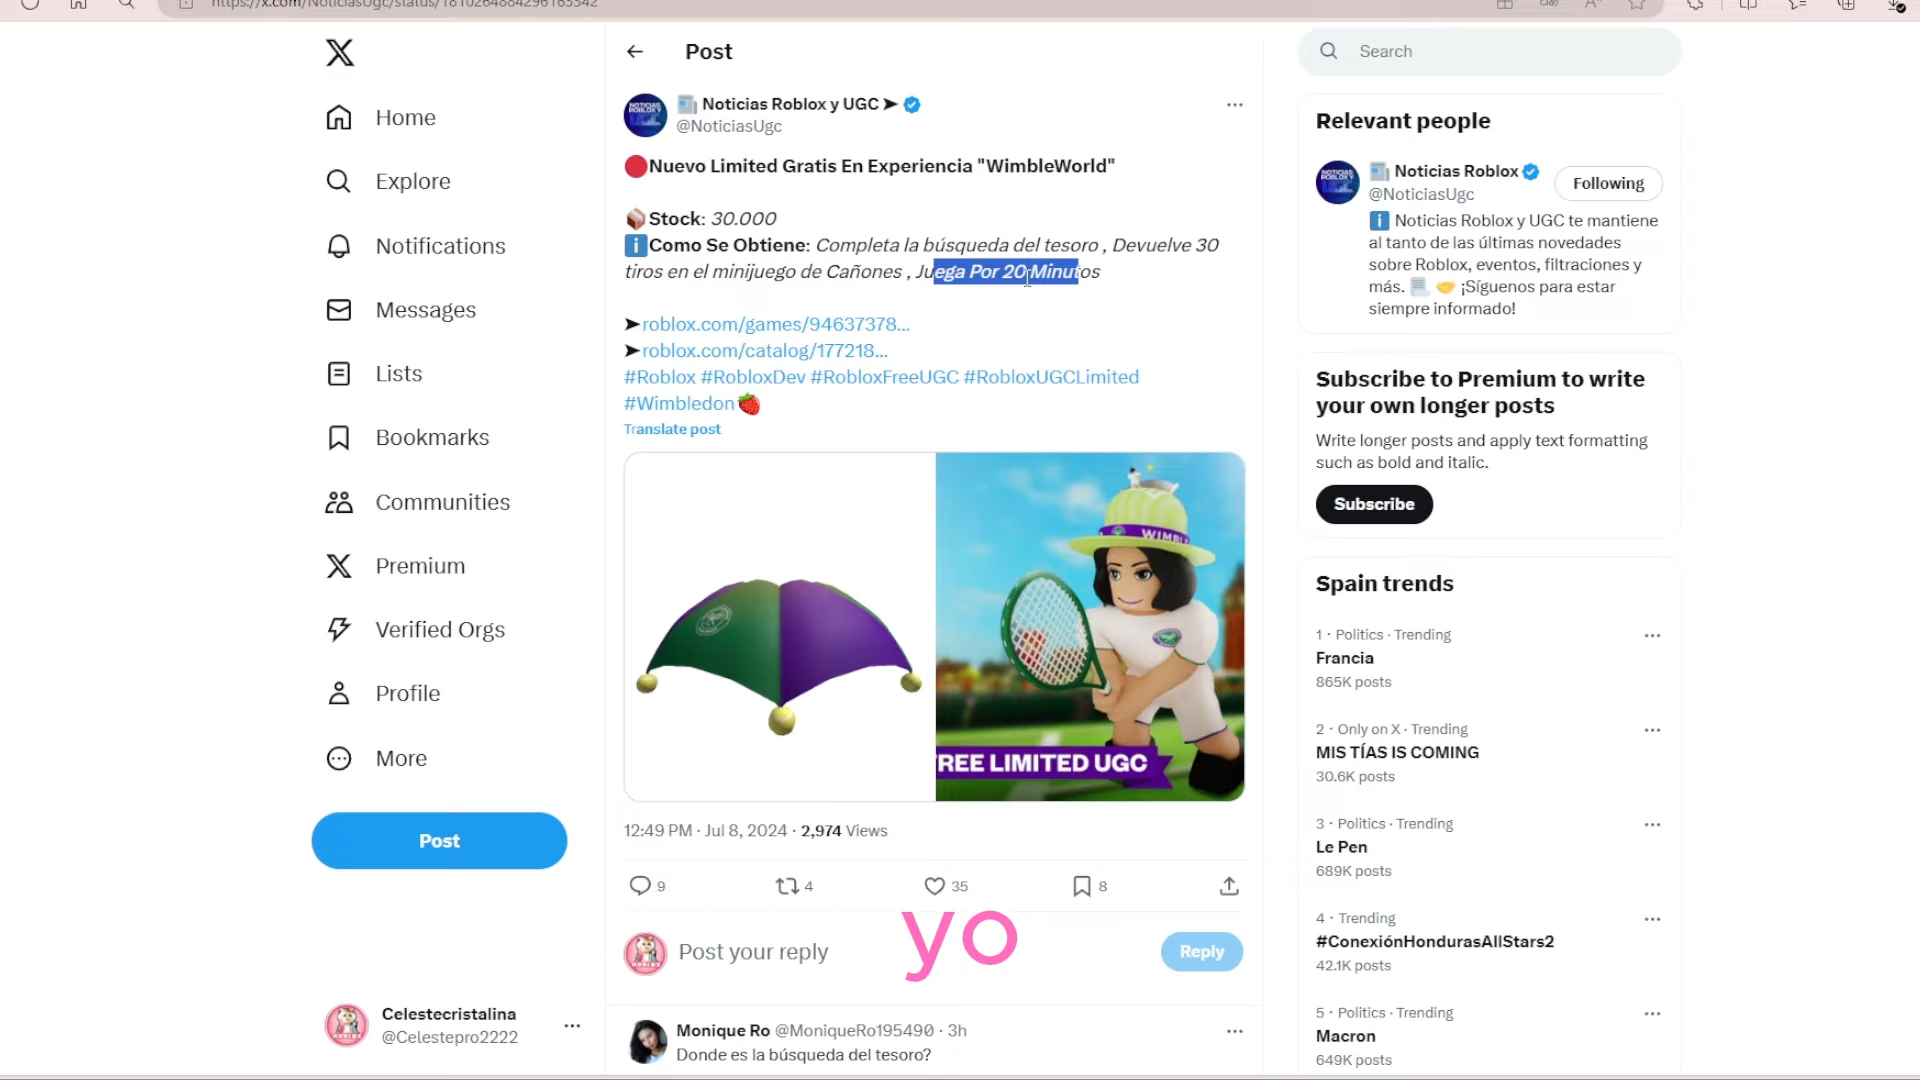 https://x.com/NoticiasUgc/status/1810264884296163342
Post
Search
Home
Explore
Notifications
Messages
Lists
Bookmarks
Communities
Premium
Verified Orgs
Profile
More
Post
Celestecristalina
@Celestepro2222
NOTICIAS ROBLOX Y UGC
Noticias Roblox y UGC ➤
@NoticiasUgc
Nuevo Limited Gratis En Experiencia "WimbleWorld"
Stock: 30.000
Como Se Obtiene: Completa la búsqueda del tesoro , Devuelve 30
tiros en el minijuego de Cañones , Juega Por 20 Minutos
➤roblox.com/games/94637378...
➤roblox.com/catalog/177218...
#Roblox #RobloxDev #RobloxFreeUGC #RobloxUGCLimited
#Wimbledon
Translate post
WIMBL
REE LIMITED UGC
12:49 PM · Jul 8, 2024 · 2,974 Views
9
4
35
8
Post your reply
yo
Reply
Monique Ro @MoniqueRo195490 · 3h
Donde es la búsqueda del tesoro?
Relevant people
Noticias Roblox
@NoticiasUgc
Following
Noticias Roblox y UGC te mantiene
al tanto de las últimas novedades
sobre Roblox, eventos, filtraciones y
más. ¡Síguenos para estar
siempre informado!
Subscribe to Premium to write
your own longer posts
Write longer posts and apply text formatting
such as bold and italic.
Subscribe
Spain trends
1 · Politics · Trending
Francia
865K posts
2 · Only on X · Trending
MIS TÍAS IS COMING
30.6K posts
3 · Politics · Trending
Le Pen
689K posts
4 · Trending
#ConexiónHondurasAllStars2
42.1K posts
5 · Politics · Trending
Macron
649K posts